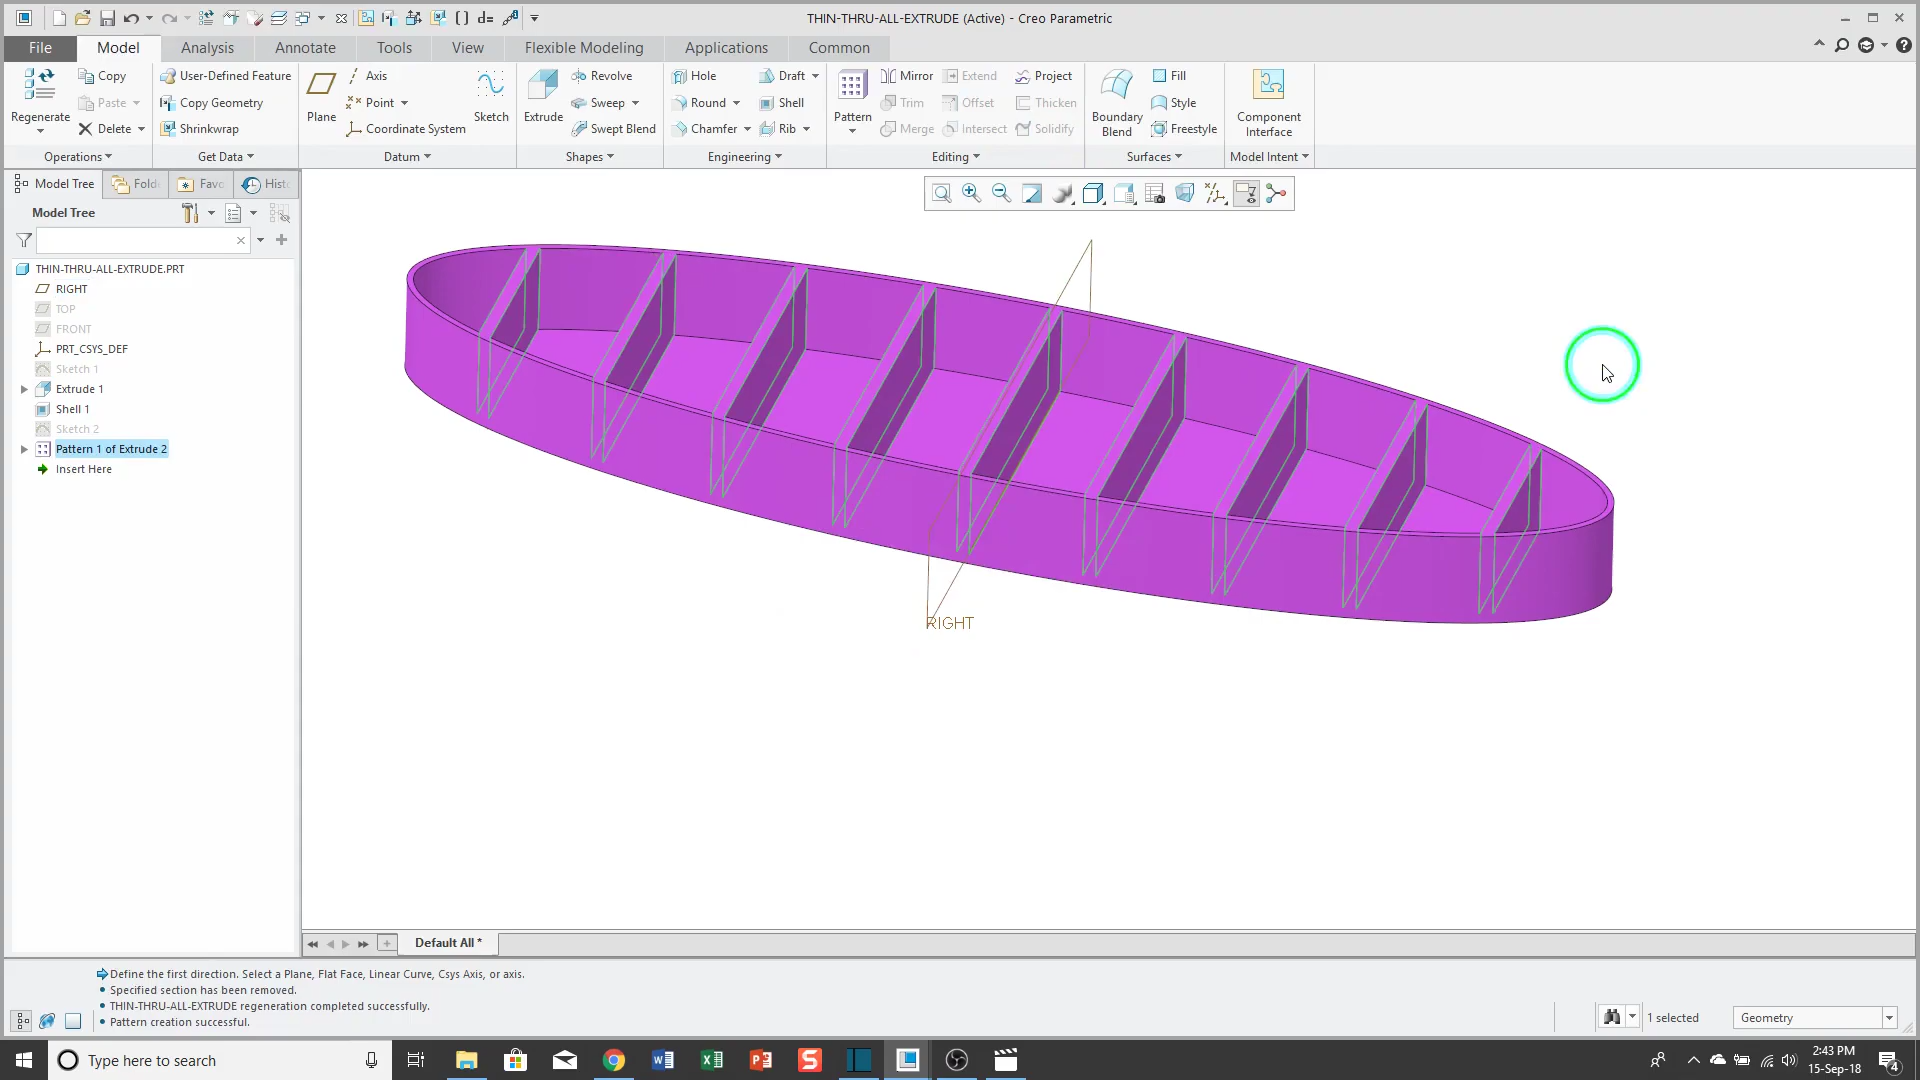 THIN-THRU-ALL-EXTRUDE (Active) - Creo Parametric
File Model Analysis Annotate Tools View Flexible Modeling Applications Common
Regenerate
Copy
Paste
Delete
Operations
User-Defined Feature
Copy Geometry
Shrinkwrap
Get Data
Plane
Axis
Point
Coordinate System
Sketch
Datum
Extrude
Revolve
Sweep
Swept Blend
Shapes
Hole
Round
Chamfer
Draft
Shell
Rib
Engineering
Pattern
Mirror
Trim
Merge
Extend
Offset
Intersect
Project
Thicken
Solidify
Editing
Boundary
Blend
Fill
Style
Freestyle
Surfaces
Component
Interface
Model Intent
Model Tree
Model Tree
THIN-THRU-ALL-EXTRUDE.PRT
RIGHT
TOP
FRONT
PRT_CSYS_DEF
Sketch 1
Extrude 1
Shell 1
Sketch 2
Pattern 1 of Extrude 2
Insert Here
RIGHT
Default All *
Define the first direction. Select a Plane, Flat Face, Linear Curve, Csys Axis, or axis.
• Specified section has been removed.
• THIN-THRU-ALL-EXTRUDE regeneration completed successfully.
• Pattern creation successful.
1 selected
Geometry
Type here to search
2:43 PM
15-Sep-18
4